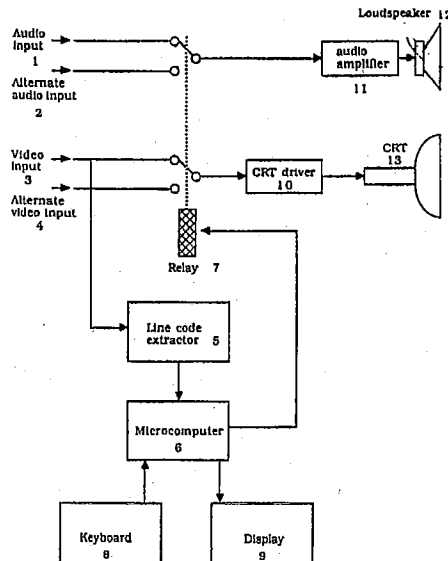 Audio
input
1
Alternate
audio input
2
Video
input
3
Alternate
video input
4
audio
amplifier
11
Loudspeaker 12
CRT driver
10
CRT
13
Relay 7
Line code
extractor 5
Microcomputer
6
Keyboard
8
Display
9